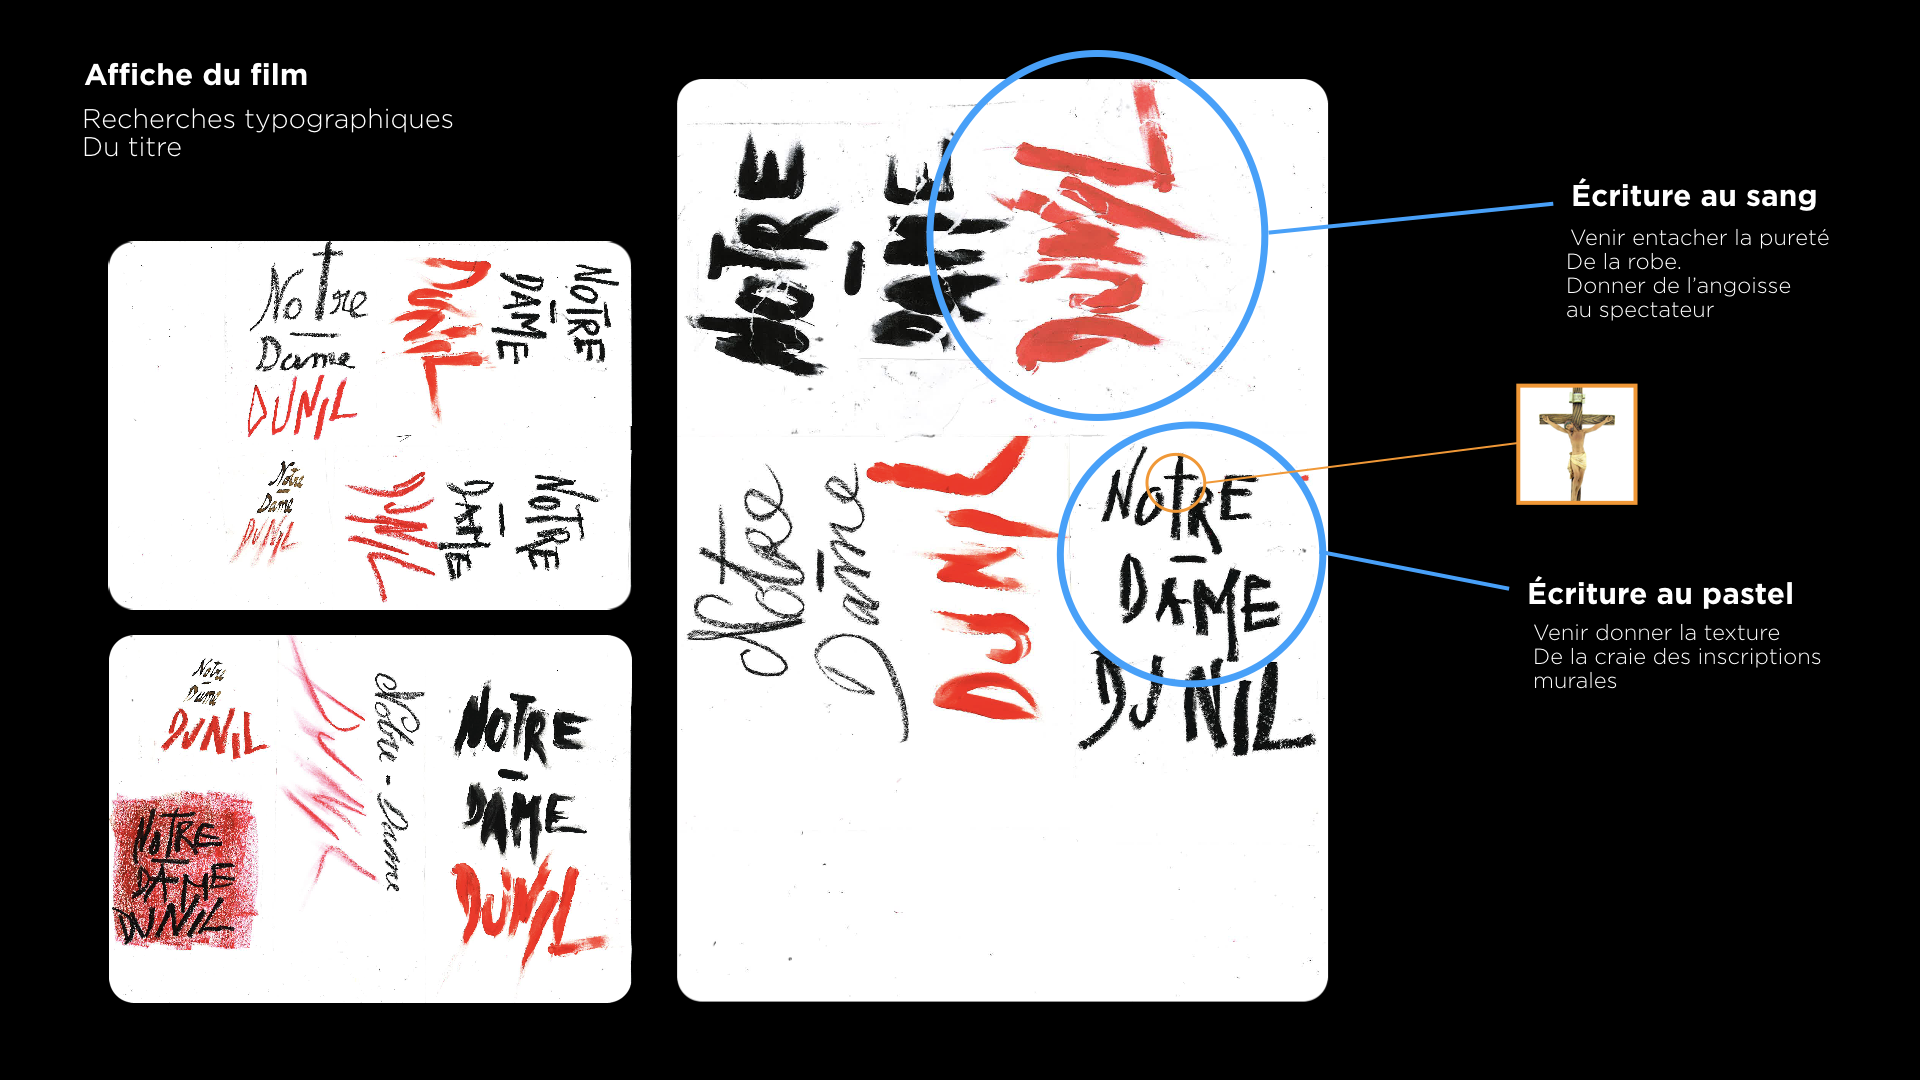 Affiche du film
Recherches typographiques
Du titre
Notre
–
Dame
DUNIL
DUNIL
DAME
–
NOTRE
Notre
–
Dame
DUNIL
DUNIL
DAME
–
NOTRE
Notre
Dame
DUNIL
DUNIL
Notre - Dame
NOTRE
–
DAME
DUNIL
NOTRE
DAME
DUNIL
NOTRE
–
DAME
DUNIL
Notre
–
Dame
DUNIL
NOTRE
–
DAME
DUNIL
Écriture au sang
Venir entacher la pureté
De la robe.
Donner de l'angoisse
au spectateur
Écriture au pastel
Venir donner la texture
De la craie des inscriptions
murales